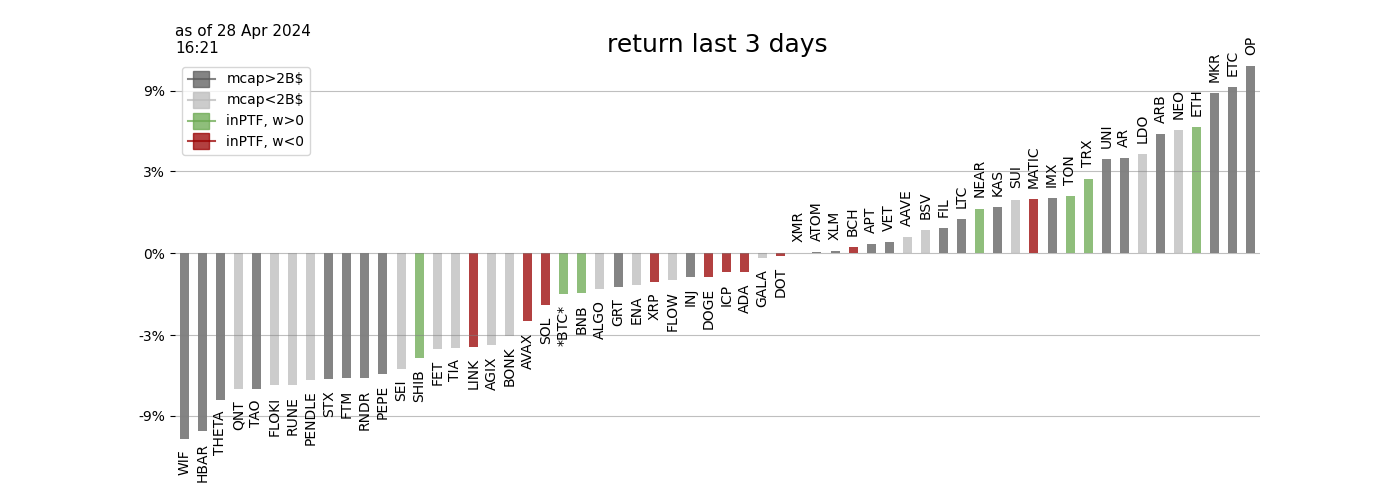 as of 28 Apr 2024
16:21
return last 3 days
mcap>2B$
mcap<2B$
inPTF, w>0
inPTF, w<0
9%
3%
0%
-3%
-9%
WIF
HBAR
THETA
QNT
TAO
FLOKI
RUNE
PENDLE
STX
FTM
RNDR
PEPE
SEI
SHIB
FET
TIA
LINK
AGIX
BONK
AVAX
SOL
*BTC*
BNB
ALGO
GRT
ENA
XRP
FLOW
INJ
DOGE
ICP
ADA
GALA
DOT
XMR
ATOM
XLM
BCH
APT
VET
AAVE
BSV
FIL
LTC
NEAR
KAS
SUI
MATIC
IMX
TON
TRX
UNI
AR
LDO
ARB
NEO
ETH
MKR
ETC
OP